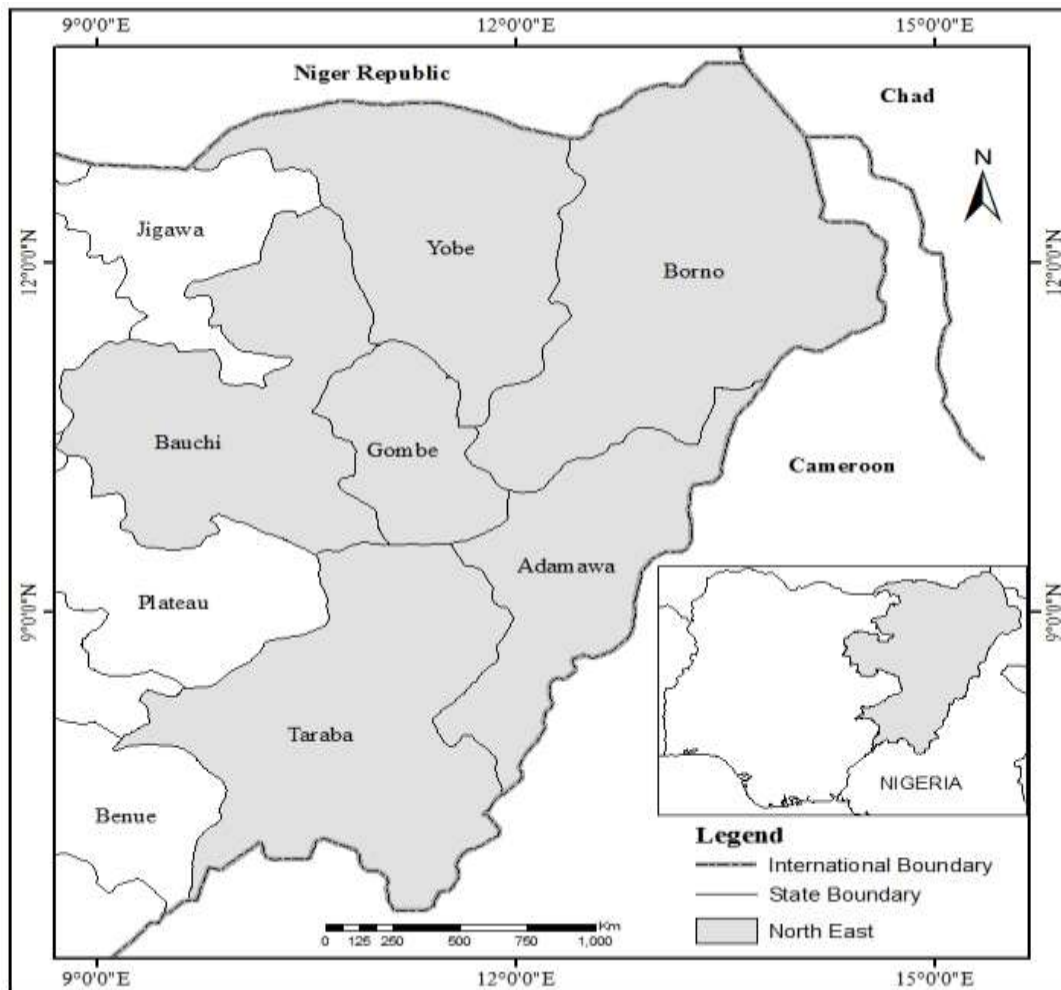 9°0'0"E 12°0'0"E 15°0'0"E
Niger Republic
Chad
N
Jigawa
Yobe
Borno
12°0'0"N 12°0'0"N
Bauchi
Gombe
Cameroon
Adamawa
Plateau
9°0'0"N 9°0'0"N
Taraba
NIGERIA
Benue
Legend
International Boundary
State Boundary
North East
Km
0 125 250 500 750 1,000
9°0'0"E 12°0'0"E 15°0'0"E